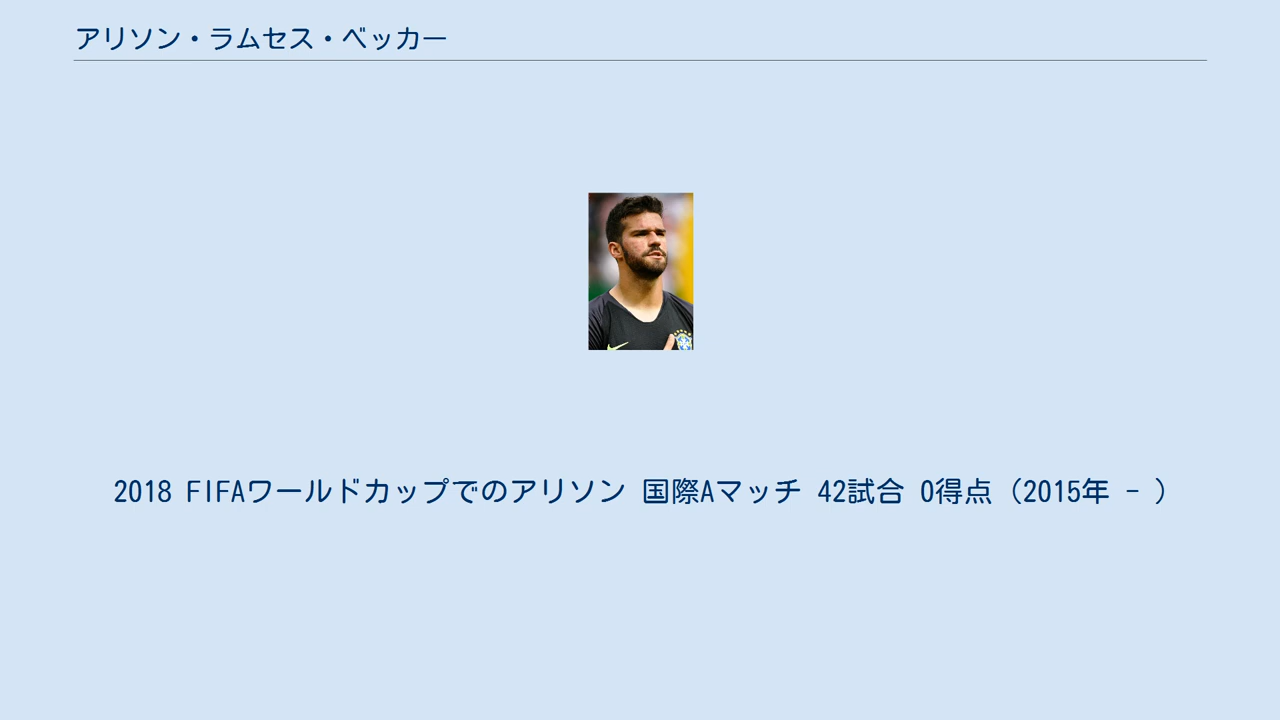 アリソン・ラムセス・ベッカー
2018 FIFAワールドカップでのアリソン 国際Aマッチ 42試合 0得点（2015年 - ）